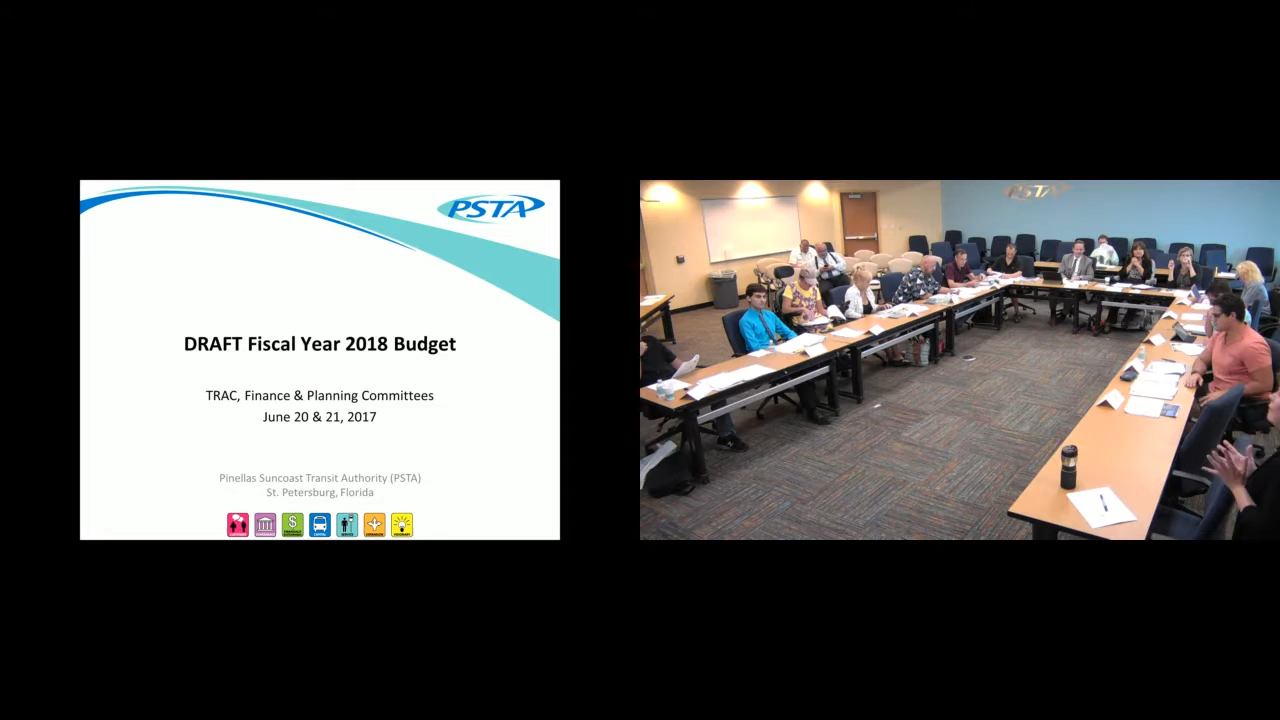 PSTA
DRAFT Fiscal Year 2018 Budget
TRAC, Finance & Planning Committees
June 20 & 21, 2017
Pinellas Suncoast Transit Authority (PSTA)
St. Petersburg, Florida
PSTA